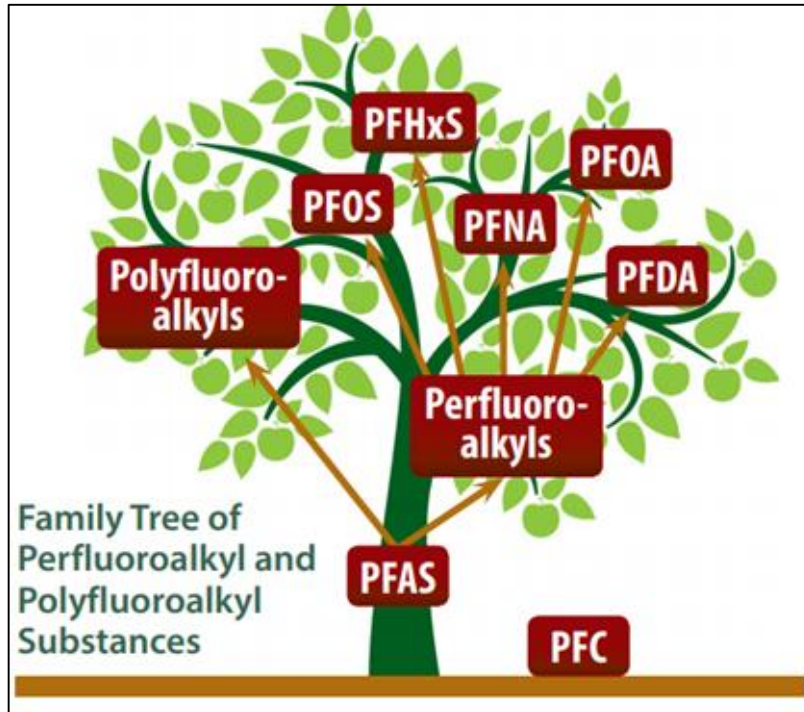 PFHxS
PFOA
PFOS
PFNA
Polyfluoro-
alkyls
PFDA
Perfluoro-
alkyls
Family Tree of
Perfluoroalkyl and
Polyfluoroalkyl
Substances
PFAS
PFC